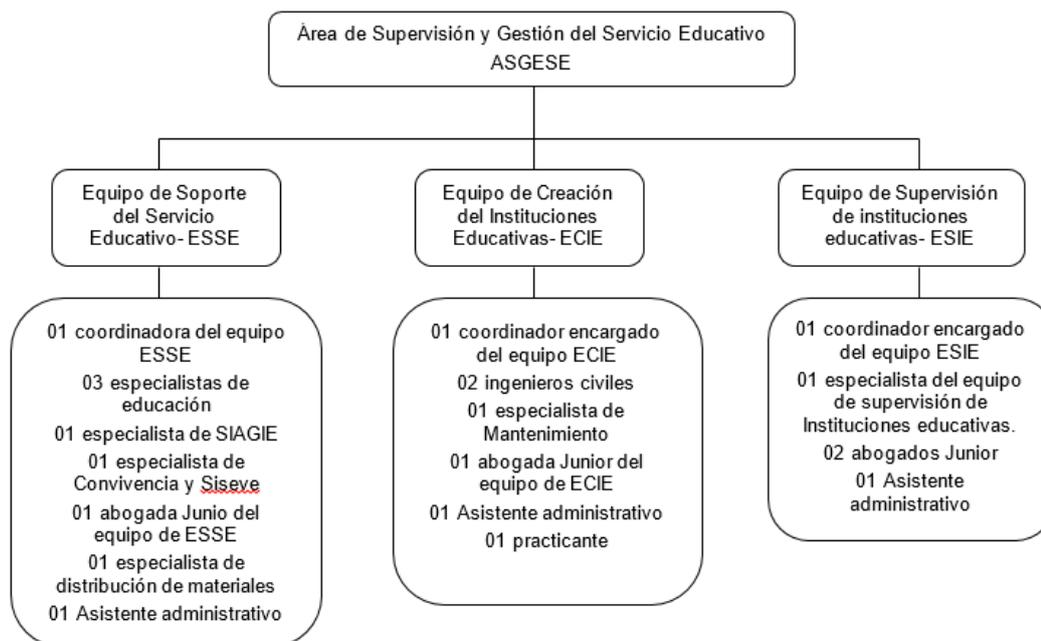 Área de Supervisión y Gestión del Servicio Educativo
ASGESE
Equipo de Soporte
del Servicio
Educativo- ESSE
Equipo de Creación
del Instituciones
Educativas- ECIE
Equipo de Supervisión
de instituciones
educativas- ESIE
01 coordinadora del equipo
ESSE
03 especialistas de
educación
01 especialista de SIAGIE
01 especialista de
Convivencia y Siseve
01 abogada Junio del
equipo de ESSE
01 especialista de
distribución de materiales
01 Asistente administrativo
01 coordinador encargado
del equipo ECIE
02 ingenieros civiles
01 especialista de
Mantenimiento
01 abogada Junior del
equipo de ECIE
01 Asistente administrativo
01 practicante
01 coordinador encargado
del equipo ESIE
01 especialista del equipo
de supervisión de
Instituciones educativas.
02 abogados Junior
01 Asistente
administrativo